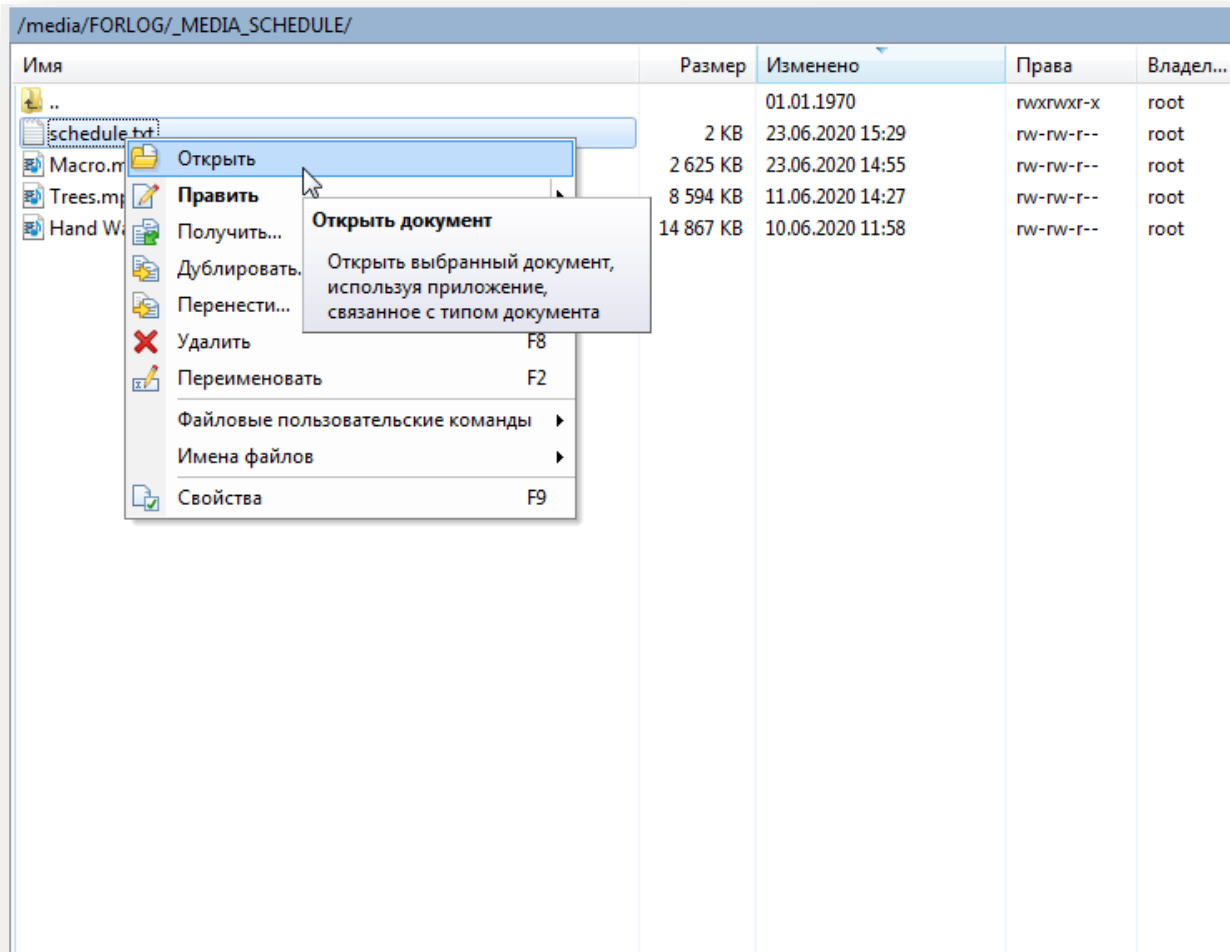 /media/FORLOG/_MEDIA_SCHEDULE/
Имя Размер Изменено Права Владел...
.. 01.01.1970 rwxrwxr-x root
schedule.txt 2 KB 23.06.2020 15:29 rw-rw-r-- root
Macro.m 2 625 KB 23.06.2020 14:55 rw-rw-r-- root
Trees.mp 8 594 KB 11.06.2020 14:27 rw-rw-r-- root
Hand Wa 14 867 KB 10.06.2020 11:58 rw-rw-r-- root
Открыть
Править
Получить...
Дублировать.
Перенести...
Удалить F8
Переименовать F2
Файловые пользовательские команды
Имена файлов
Свойства F9
Открыть документ
Открыть выбранный документ,
используя приложение,
связанное с типом документа